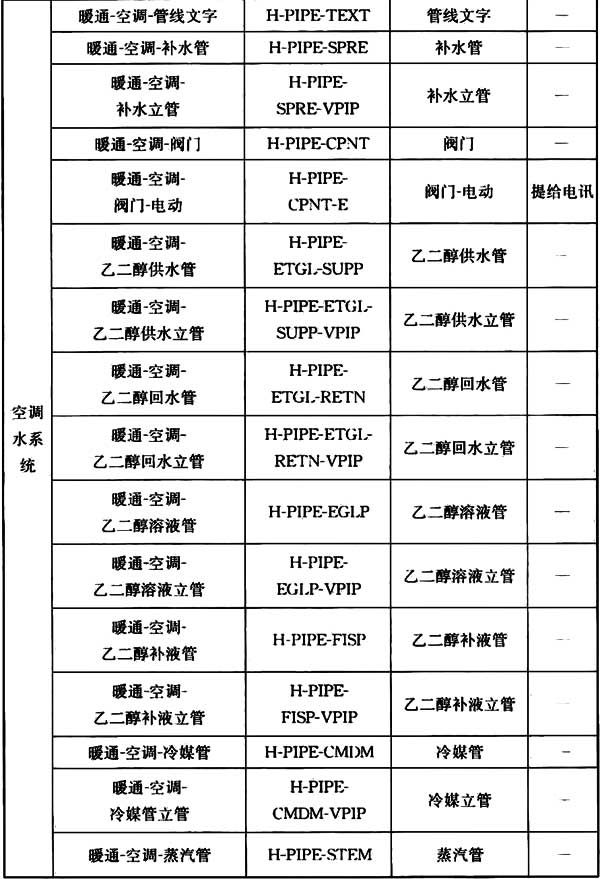 暖通-空调-管线文字 H-PIPE-TEXT 管线文字 —
暖通-空调-补水管 H-PIPE-SPRE 补水管 —
暖通-空调- H-PIPE-
补水立管 SPRE-VPIP 补水立管 —
暖通-空调-阀门 H-PIPE-CPNT 阀门 —
暖通-空调- H-PIPE-
阀门-电动 CPNT-E 阀门-电动 提给电讯
暖通-空调- H-PIPE-
乙二醇供水管 ETGL-SUPP 乙二醇供水管 —
暖通-空调- H-PIPE-ETGL-
乙二醇供水立管 SUPP-VPIP 乙二醇供水立管 —
暖通-空调- H-PIPE-
乙二醇回水管 ETGL-RETN 乙二醇回水管 —
空调
水系
统
暖通-空调- H-PIPE-ETGL-
乙二醇回水立管 RETN-VPIP 乙二醇回水立管 —
暖通-空调-
乙二醇溶液管 H-PIPE-EGLP 乙二醇溶液管 —
暖通-空调- H-PIPE-
乙二醇溶液立管 EGLP-VPIP 乙二醇溶液立管 —
暖通-空调-
乙二醇补液管 H-PIPE-FISP 乙二醇补液管 —
暖通-空调- H-PIPE-
乙二醇补液立管 FISP-VPIP 乙二醇补液立管 —
暖通-空调-冷媒管 H-PIPE-CMDM 冷媒管 —
暖通-空调- H-PIPE-
冷媒管立管 CMDM-VPIP 冷媒立管 —
暖通-空调-蒸汽管 H-PIPE-STEM 蒸汽管 —